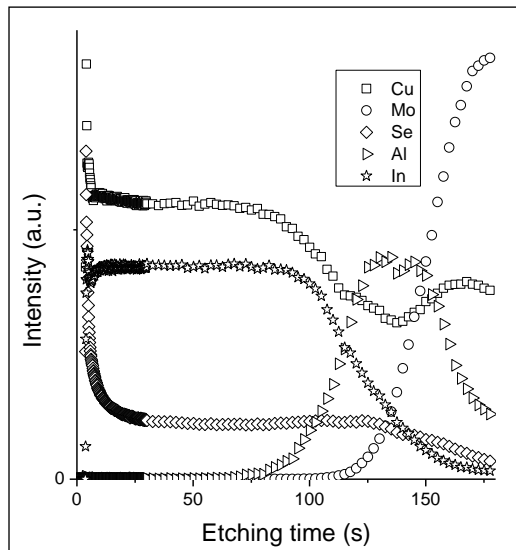 Cu
Mo
Se
Al
In
Intensity (a.u.)
0
0 50 100 150
Etching time (s)